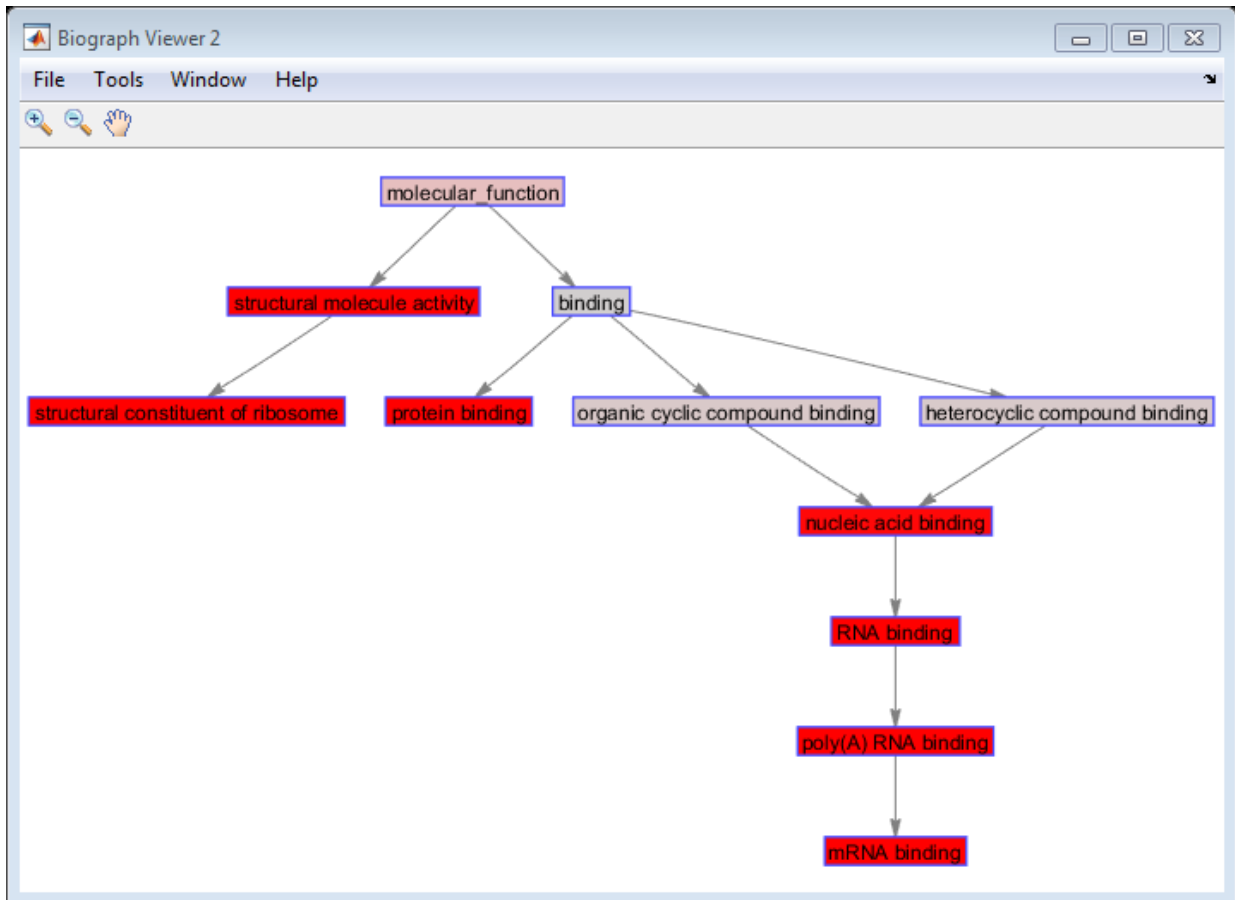 Biograph Viewer 2
File Tools Window Help
molecular_function
structural molecule activity
binding
structural constituent of ribosome
protein binding
organic cyclic compound binding
heterocyclic compound binding
nucleic acid binding
RNA binding
poly(A) RNA binding
mRNA binding